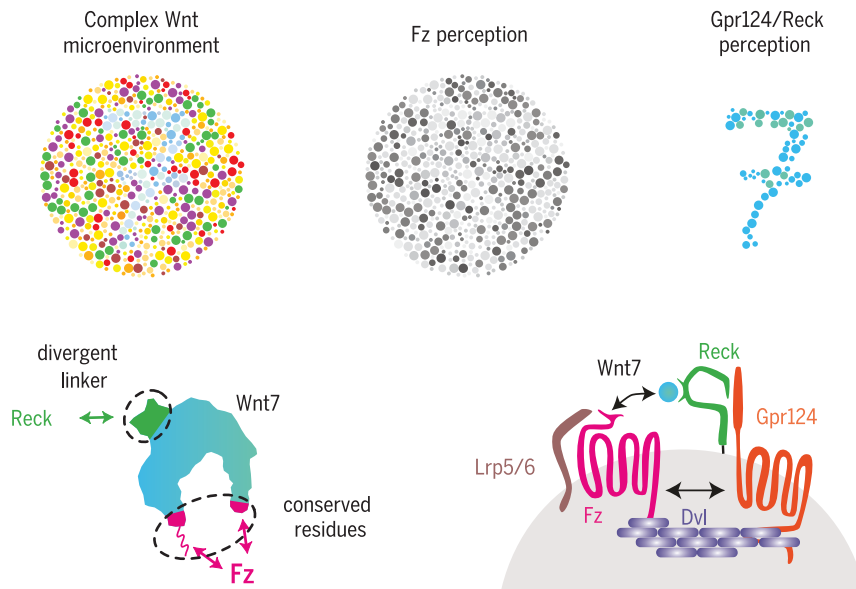 Complex Wnt
microenvironment
Fz perception
Gpr124/Reck
perception
7
divergent
linker
Reck
Wnt7
conserved
residues
Fz
Reck
Wnt7
Gpr124
Lrp5/6
Fz
Dvl